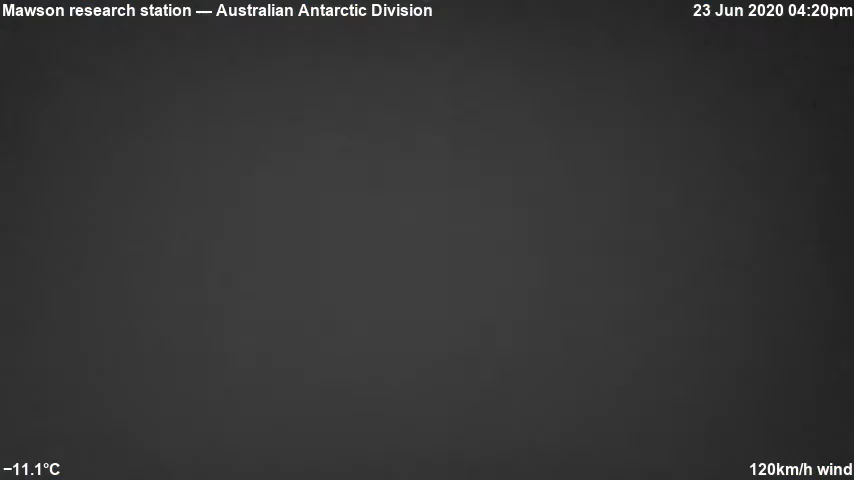 Mawson research station — Australian Antarctic Division
23 Jun 2020 04:20pm
−11.1°C
120km/h wind